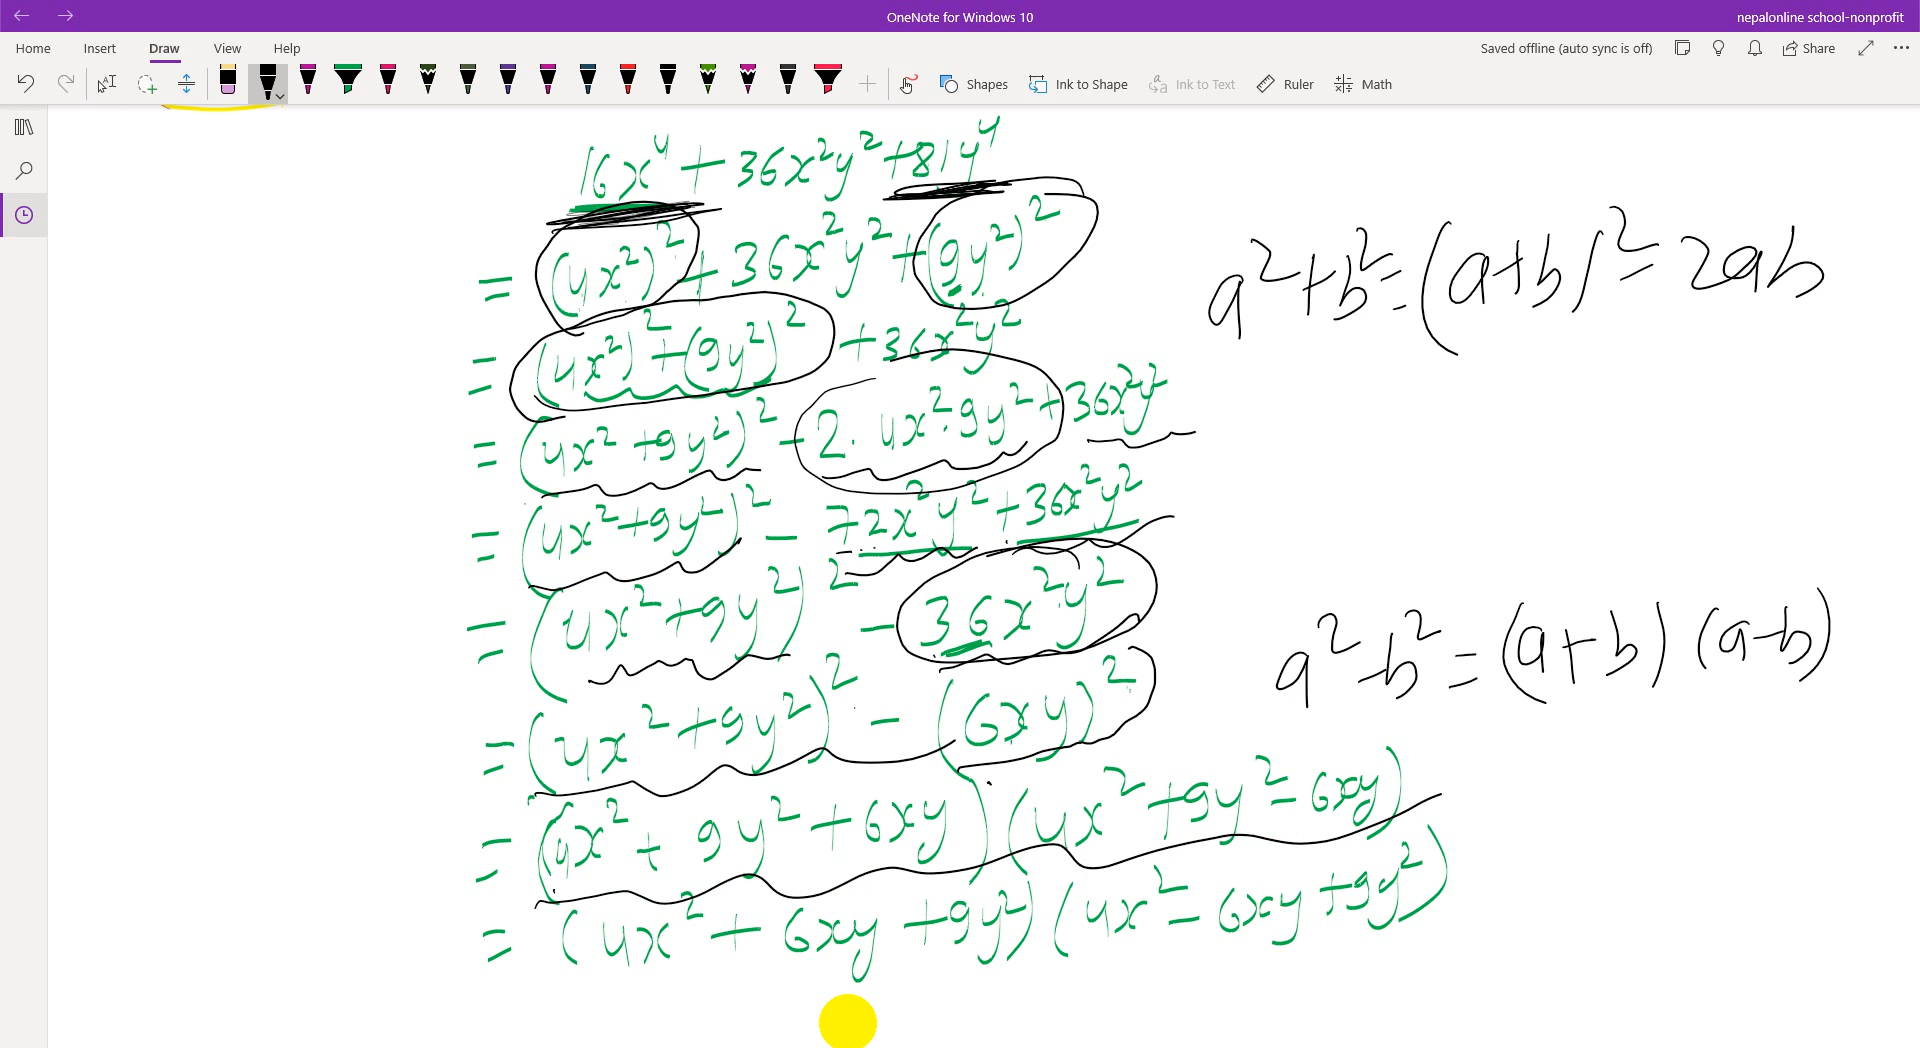 OneNote for Windows 10
nepalonline school-nonprofit
Home Insert Draw View Help
Saved offline (auto sync is off)
Share
Shapes Ink to Shape Ink to Text Ruler Math
16x⁴ + 36x²y² + 81y⁴
= (4x²)² + 36x²y² + (9y²)²
a² + b² = (a+b)² = 2ab
= (4x²)² + (9y²)² + 36x²y²
= (4x² + 9y²)² - 2. 4x². 9y² + 36x²y²
= (4x² + 9y²)² - 72x²y² + 36x²y²
= (4x² + 9y²)² - 36x²y²
a² - b² = (a+b) (a-b)
= (4x² + 9y²)² - (6xy)²
= (4x² + 9y² + 6xy) (4x² + 9y² - 6xy)
= (4x² + 6xy + 9y²) (4x² - 6xy + 9y²)